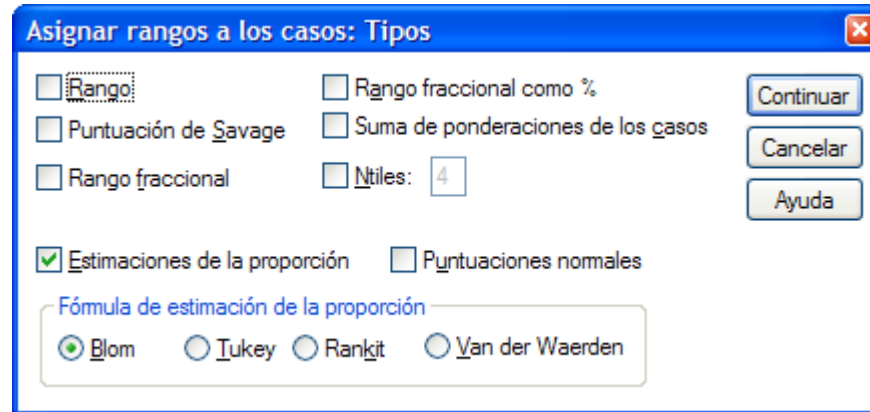 Asignar rangos a los casos: Tipos
Rango
Rango fraccional como %
Continuar
Puntuación de Savage
Suma de ponderaciones de los casos
Cancelar
Rango fraccional
Ntiles: 4
Ayuda
Estimaciones de la proporción
Puntuaciones normales
Fórmula de estimación de la proporción
Blom
Tukey
Rankit
Van der Waerden